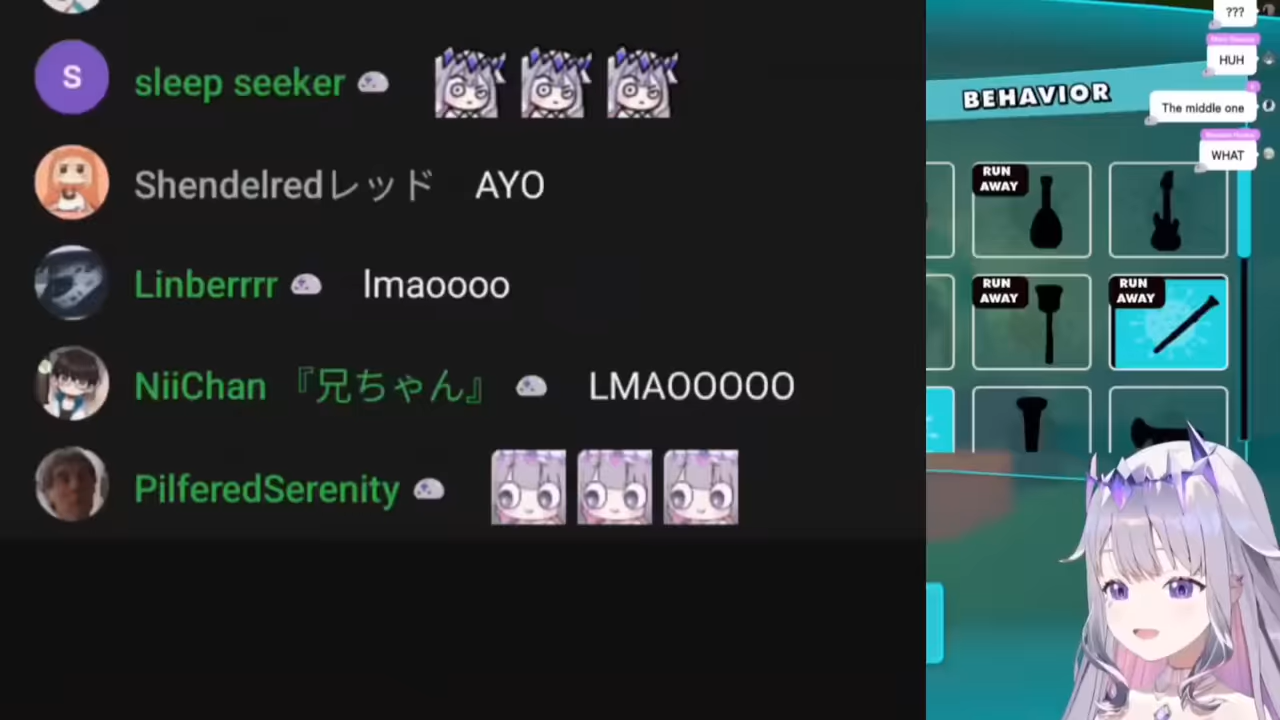 S sleep seeker
Shendelredレッド AYO
Linberrrr lmaoooo
NiiChan 『兄ちゃん』 LMAOOOOO
PilferedSerenity
???
HUH
The middle one
WHAT
BEHAVIOR
RUN
AWAY
RUN
AWAY
RUN
AWAY